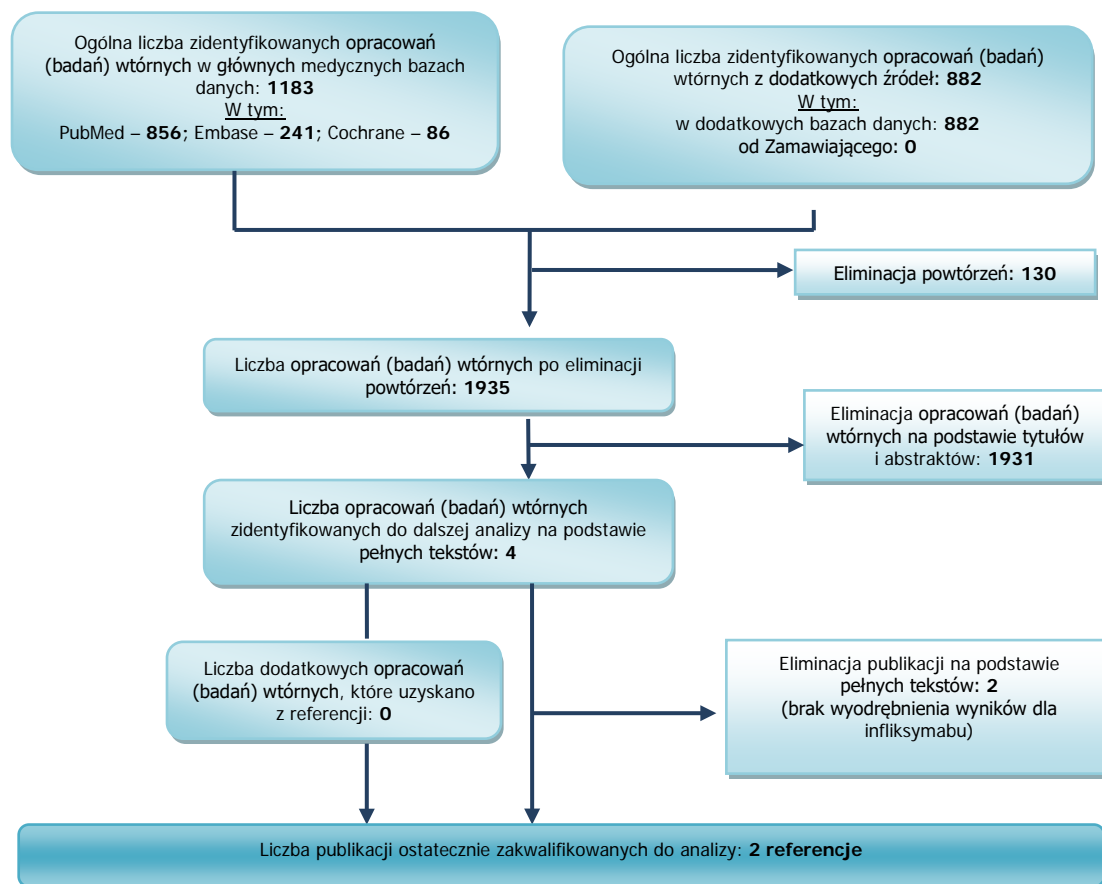 Ogólna liczba zidentyfikowanych opracowań
(badań) wtórnych w głównych medycznych bazach
danych: 1183
W tym:
PubMed – 856; Embase – 241; Cochrane – 86
Ogólna liczba zidentyfikowanych opracowań (badań)
wtórnych z dodatkowych źródeł: 882
W tym:
w dodatkowych bazach danych: 882
od Zamawiającego: 0
Eliminacja powtórzeń: 130
Liczba opracowań (badań) wtórnych po eliminacji
powtórzeń: 1935
Eliminacja opracowań (badań)
wtórnych na podstawie tytułów
i abstraktów: 1931
Liczba opracowań (badań) wtórnych
zidentyfikowanych do dalszej analizy na podstawie
pełnych tekstów: 4
Liczba dodatkowych opracowań
(badań) wtórnych, które uzyskano
z referencji: 0
Eliminacja publikacji na podstawie
pełnych tekstów: 2
(brak wyodrębnienia wyników dla
infliksymabu)
Liczba publikacji ostatecznie zakwalifikowanych do analizy: 2 referencje